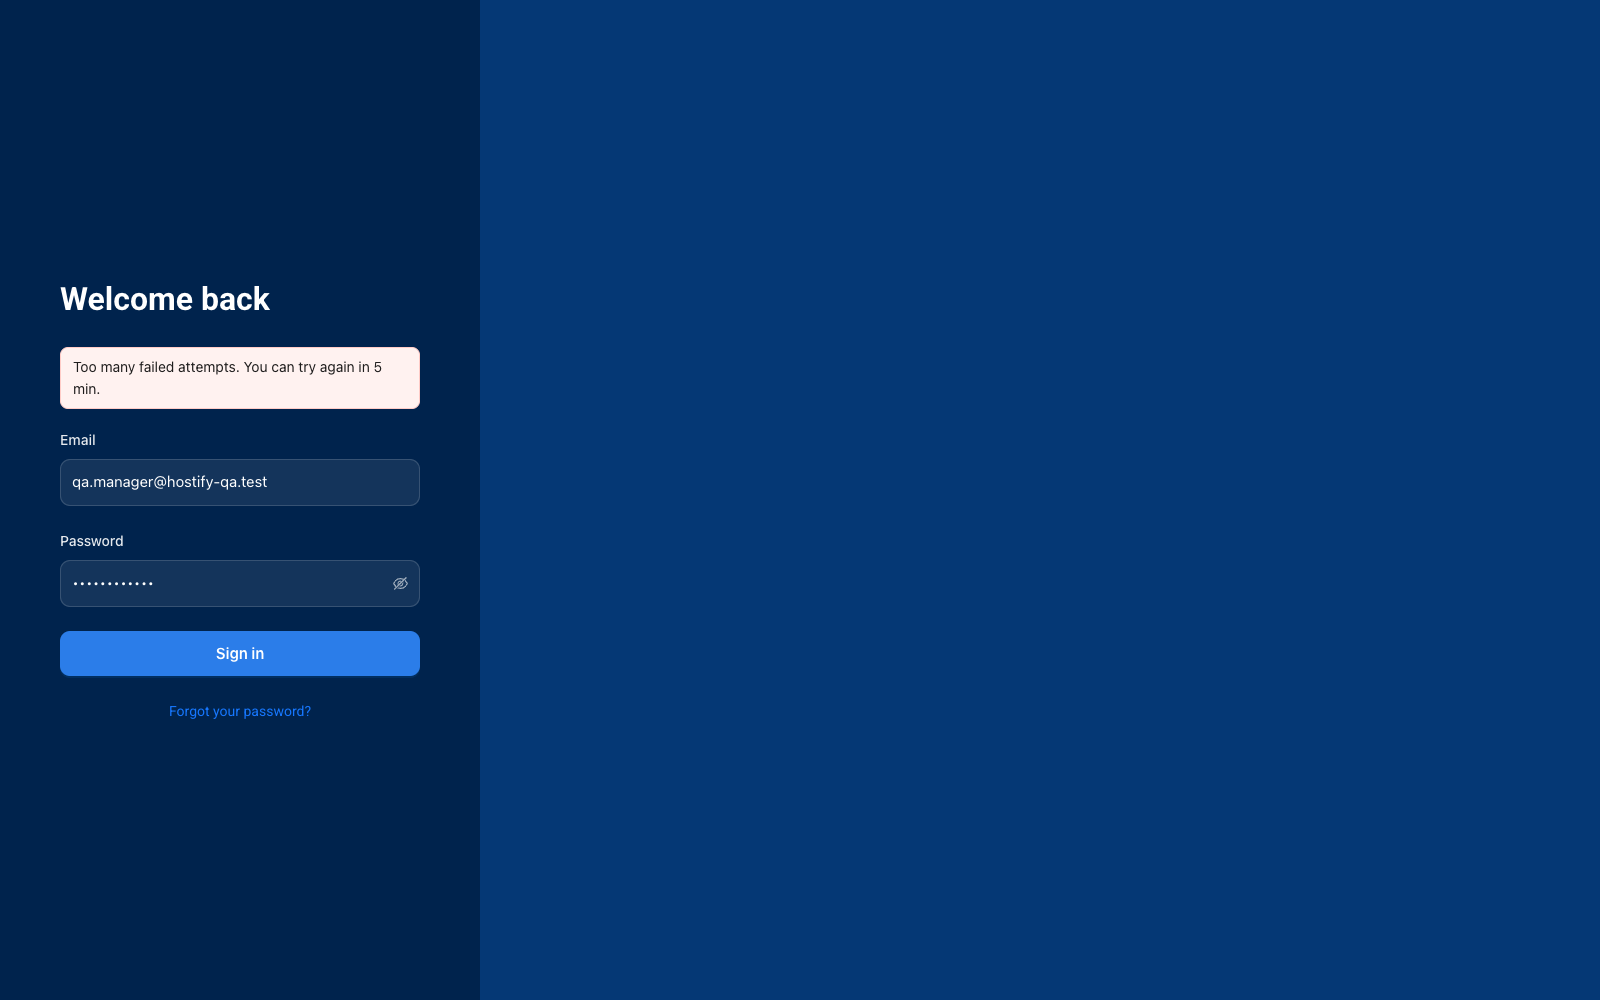 Welcome back
Too many failed attempts. You can try again in 5
min.
Email
qa.manager@hostify-qa.test
Password
••••••••••••
Sign in
Forgot your password?